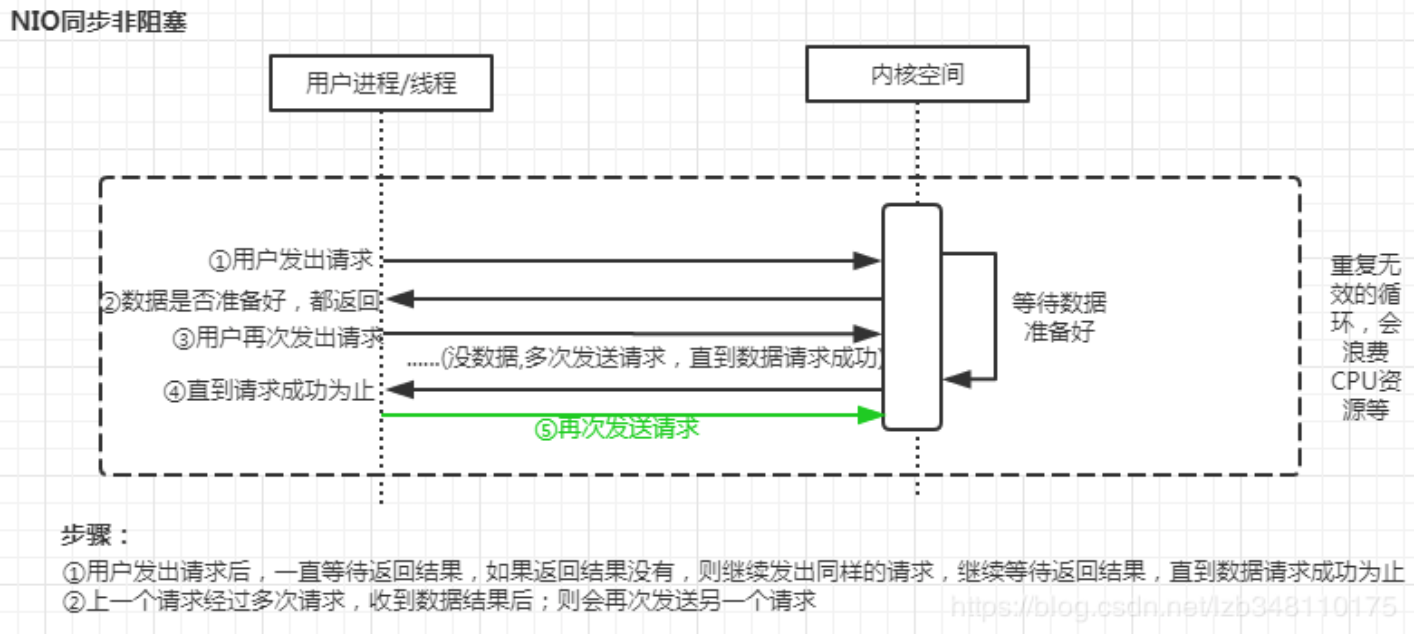 NIO同步非阻塞
用户进程/线程
内核空间
①用户发出请求
②数据是否准备好，都返回
③用户再次发出请求
......(没数据,多次发送请求，直到数据请求成功)
④直到请求成功为止
⑤再次发送请求
等待数据
准备好
重复无
效的循
环，会
浪费
CPU资
源等
步骤：
①用户发出请求后，一直等待返回结果，如果返回结果没有，则继续发出同样的请求，继续等待返回结果，直到数据请求成功为止
②上一个请求经过多次请求，收到数据结果后；则会再次发送另一个请求
https://blog.csdn.net/lzb348110175